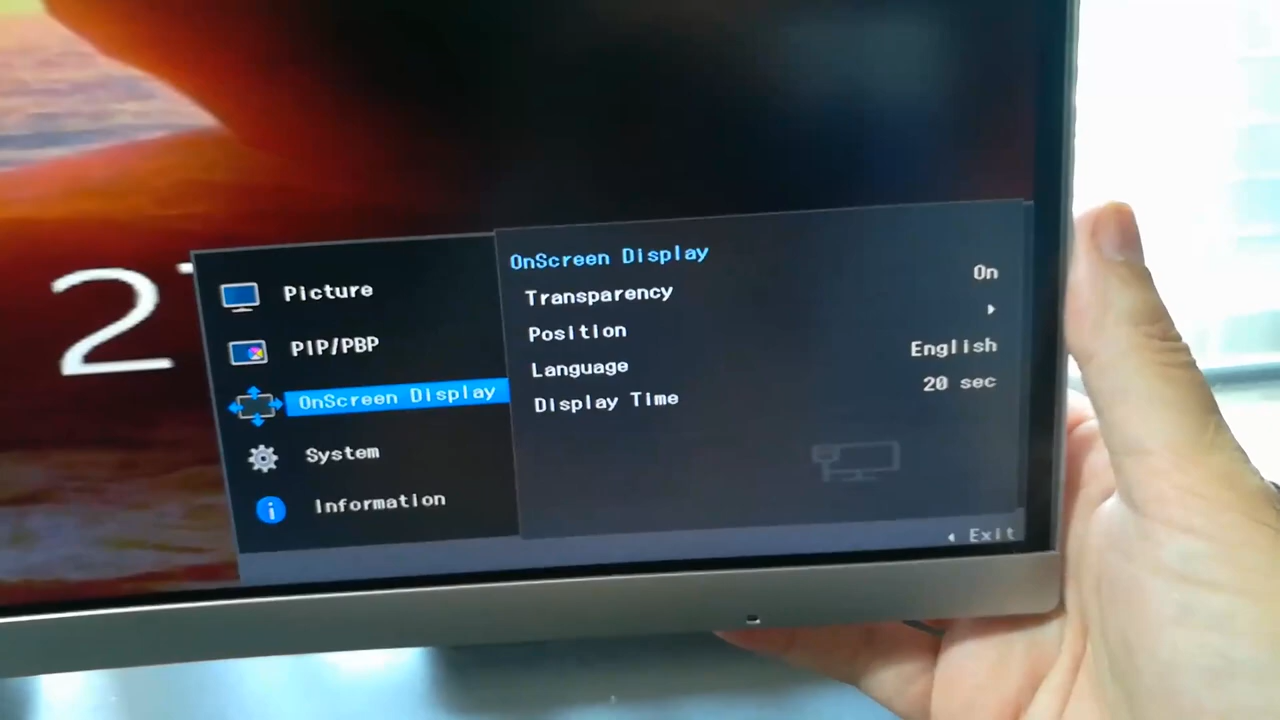 2
Picture
PIP/PBP
OnScreen Display
System
Information
OnScreen Display
Transparency On
Position
Language English
Display Time 20 sec
Exit